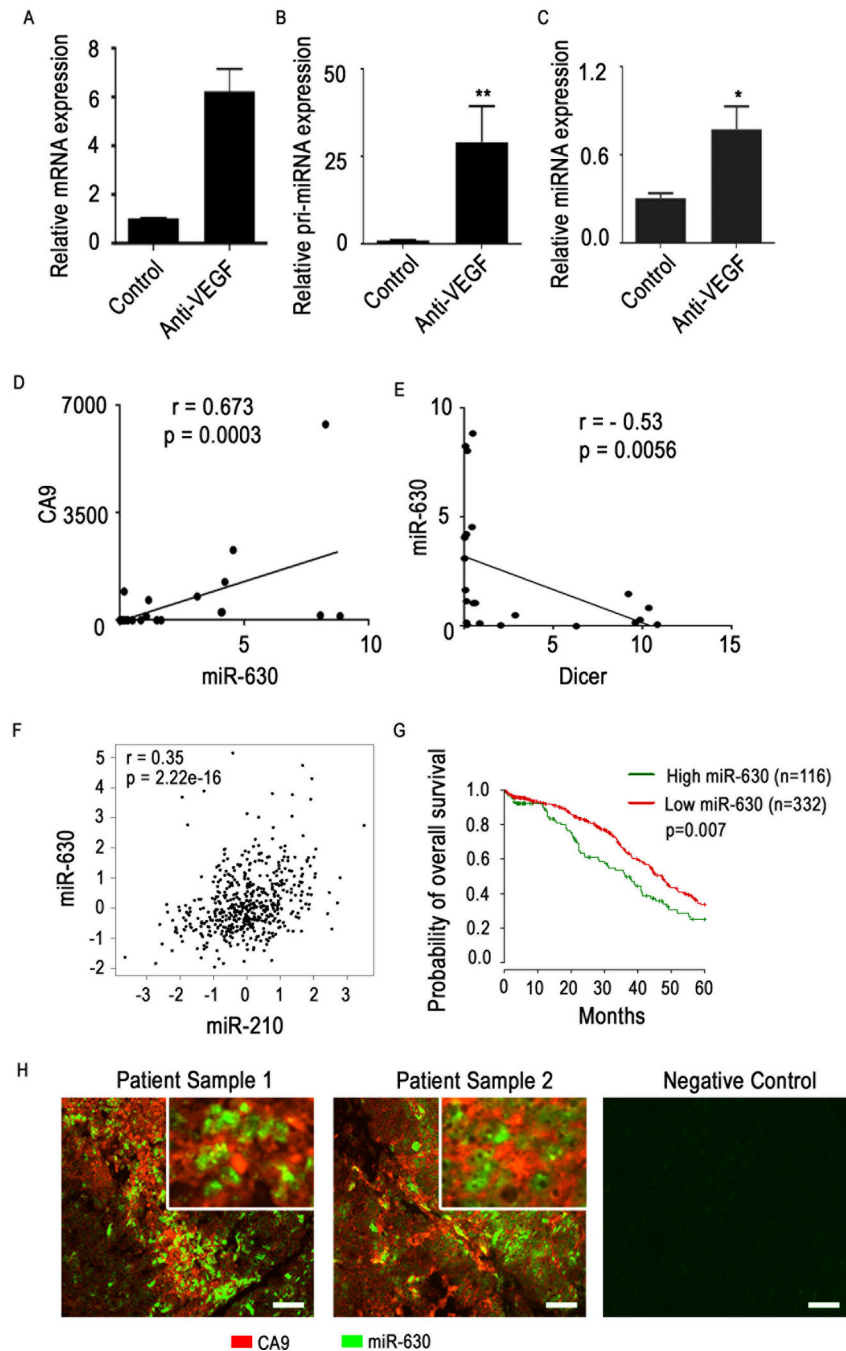 A
Relative mRNA expression
8
6
4
2
0
Control
Anti-VEGF
B
Relative pri-miRNA expression
50
25
0
**
Control
Anti-VEGF
C
Relative miRNA expression
1.2
0.6
0.0
*
Control
Anti-VEGF
D
r = 0.673
p = 0.0003
CA9
7000
3500
0
5
10
miR-630
E
r = - 0.53
p = 0.0056
miR-630
10
5
0
5
10
15
Dicer
F
r = 0.35
p = 2.22e-16
miR-630
5
4
3
2
1
0
-1
-2
-3 -2 -1 0 1 2 3
miR-210
G
High miR-630 (n=116)
Low miR-630 (n=332)
p=0.007
Probability of overall survival
1.0
0.8
0.6
0.4
0.2
0.0
0 10 20 30 40 50 60
Months
H
Patient Sample 1
Patient Sample 2
Negative Control
CA9
miR-630